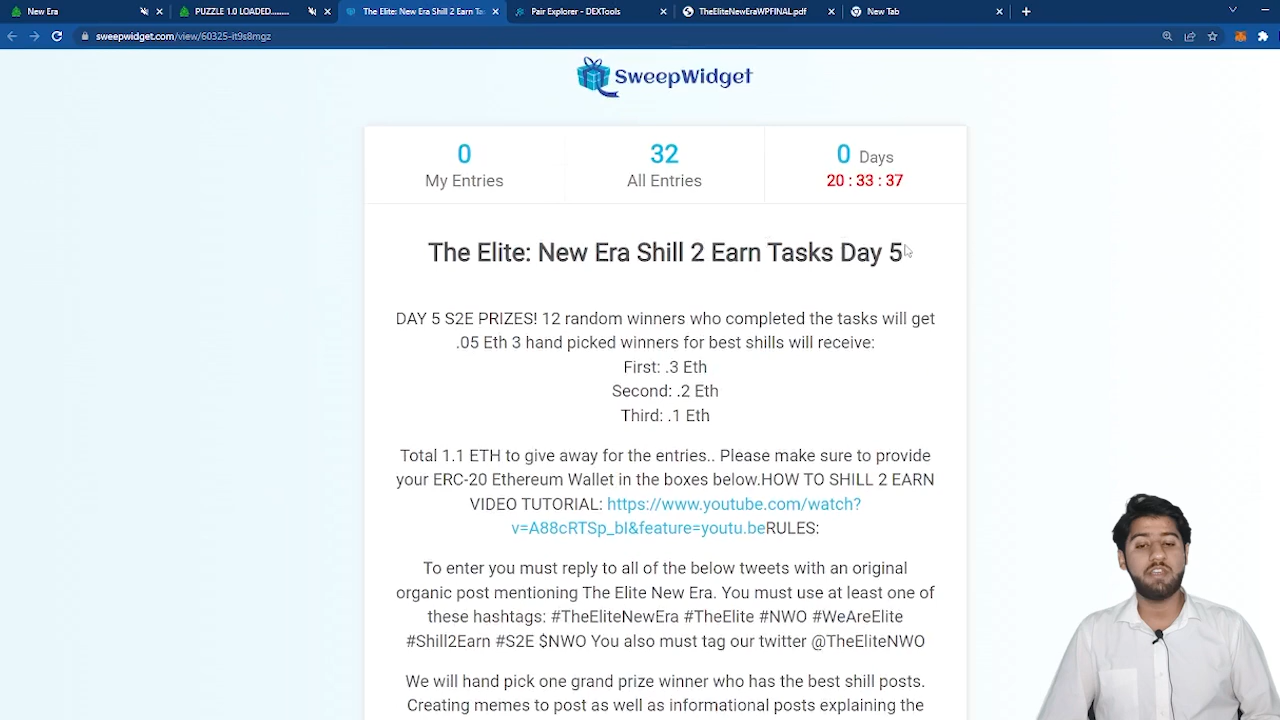 New Era
PUZZLE 1.0 LOADED........
The Elite: New Era Shill 2 Earn Ta
Pair Explorer - DEXTools
TheEliteNewEraWPFINAL.pdf
New Tab
sweepwidget.com/view/60325-it9s8mgz
SweepWidget
0
My Entries
32
All Entries
0 Days
20 : 33 : 37
The Elite: New Era Shill 2 Earn Tasks Day 5
DAY 5 S2E PRIZES! 12 random winners who completed the tasks will get
.05 Eth 3 hand picked winners for best shills will receive:
First: .3 Eth
Second: .2 Eth
Third: .1 Eth
Total 1.1 ETH to give away for the entries.. Please make sure to provide
your ERC-20 Ethereum Wallet in the boxes below.HOW TO SHILL 2 EARN
VIDEO TUTORIAL: https://www.youtube.com/watch?
v=A88cRTSp_bI&feature=youtu.beRULES:
To enter you must reply to all of the below tweets with an original
organic post mentioning The Elite New Era. You must use at least one of
these hashtags: #TheEliteNewEra #TheElite #NWO #WeAreElite
#Shill2Earn #S2E $NWO You also must tag our twitter @TheEliteNWO
We will hand pick one grand prize winner who has the best shill posts.
Creating memes to post as well as informational posts explaining the